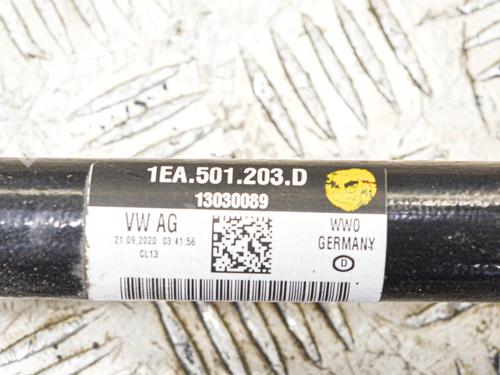 1EA.501.203.D
13030089
VW AG
21.09.2020 03:41:56
CL13
WWO
GERMANY
D